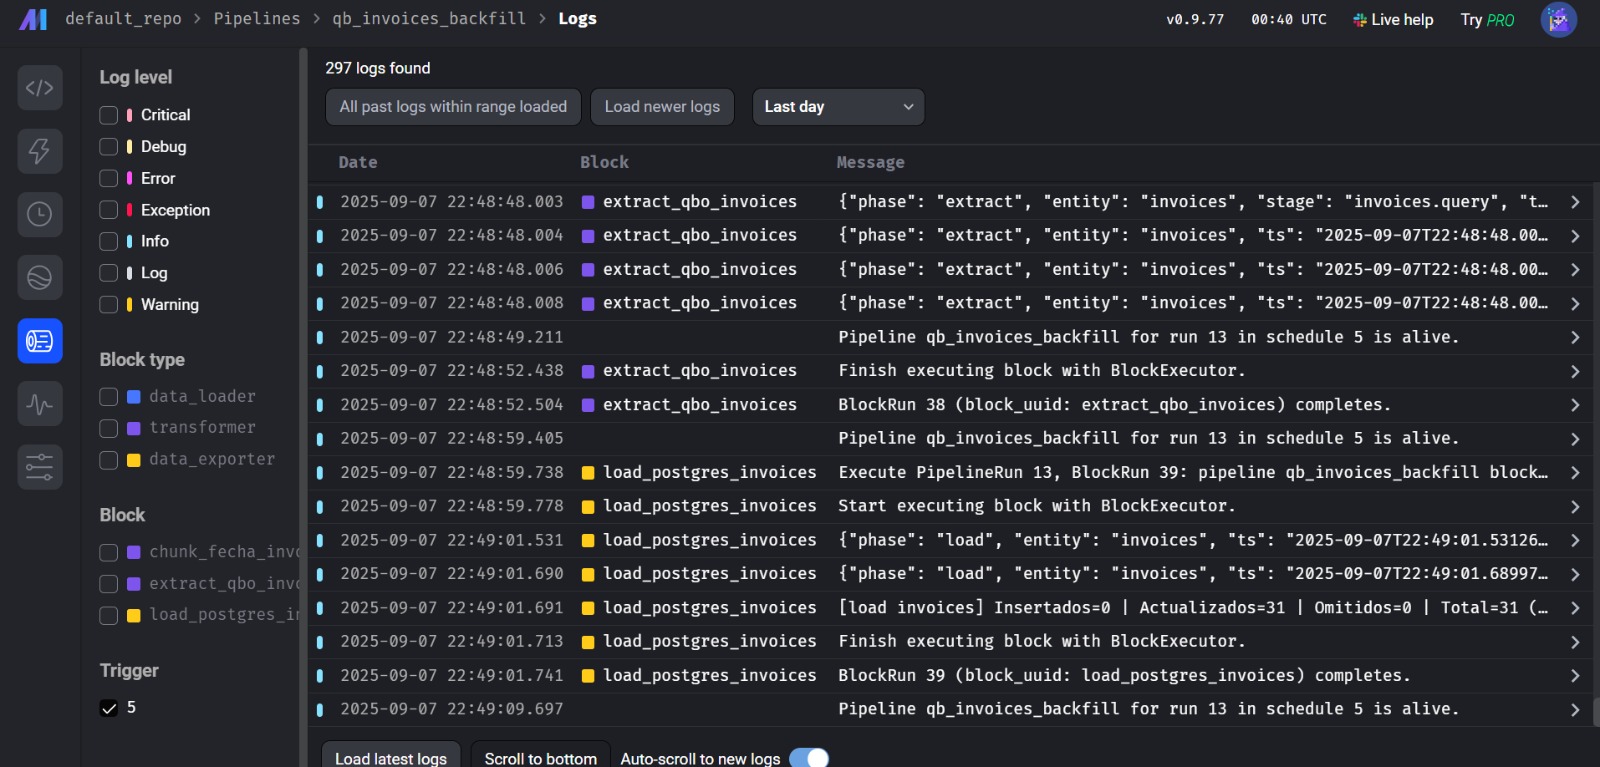 default_repo > Pipelines > qb_invoices_backfill > Logs
v0.9.77 00:40 UTC Live help Try PRO
Log level
Critical
Debug
Error
Exception
Info
Log
Warning
Block type
data_loader
transformer
data_exporter
Block
chunk_fecha_invo
extract_qbo_invo
load_postgres_in
Trigger
5
297 logs found
All past logs within range loaded Load newer logs Last day
Date Block Message
2025-09-07 22:48:48.003 extract_qbo_invoices {"phase": "extract", "entity": "invoices", "stage": "invoices.query", "t…
2025-09-07 22:48:48.004 extract_qbo_invoices {"phase": "extract", "entity": "invoices", "ts": "2025-09-07T22:48:48.00…
2025-09-07 22:48:48.006 extract_qbo_invoices {"phase": "extract", "entity": "invoices", "ts": "2025-09-07T22:48:48.00…
2025-09-07 22:48:48.008 extract_qbo_invoices {"phase": "extract", "entity": "invoices", "ts": "2025-09-07T22:48:48.00…
2025-09-07 22:48:49.211 Pipeline qb_invoices_backfill for run 13 in schedule 5 is alive.
2025-09-07 22:48:52.438 extract_qbo_invoices Finish executing block with BlockExecutor.
2025-09-07 22:48:52.504 extract_qbo_invoices BlockRun 38 (block_uuid: extract_qbo_invoices) completes.
2025-09-07 22:48:59.405 Pipeline qb_invoices_backfill for run 13 in schedule 5 is alive.
2025-09-07 22:48:59.738 load_postgres_invoices Execute PipelineRun 13, BlockRun 39: pipeline qb_invoices_backfill block…
2025-09-07 22:48:59.778 load_postgres_invoices Start executing block with BlockExecutor.
2025-09-07 22:49:01.531 load_postgres_invoices {"phase": "load", "entity": "invoices", "ts": "2025-09-07T22:49:01.53126…
2025-09-07 22:49:01.690 load_postgres_invoices {"phase": "load", "entity": "invoices", "ts": "2025-09-07T22:49:01.68997…
2025-09-07 22:49:01.691 load_postgres_invoices [load invoices] Insertados=0 | Actualizados=31 | Omitidos=0 | Total=31 (…
2025-09-07 22:49:01.713 load_postgres_invoices Finish executing block with BlockExecutor.
2025-09-07 22:49:01.741 load_postgres_invoices BlockRun 39 (block_uuid: load_postgres_invoices) completes.
2025-09-07 22:49:09.697 Pipeline qb_invoices_backfill for run 13 in schedule 5 is alive.
Load latest logs Scroll to bottom Auto-scroll to new logs